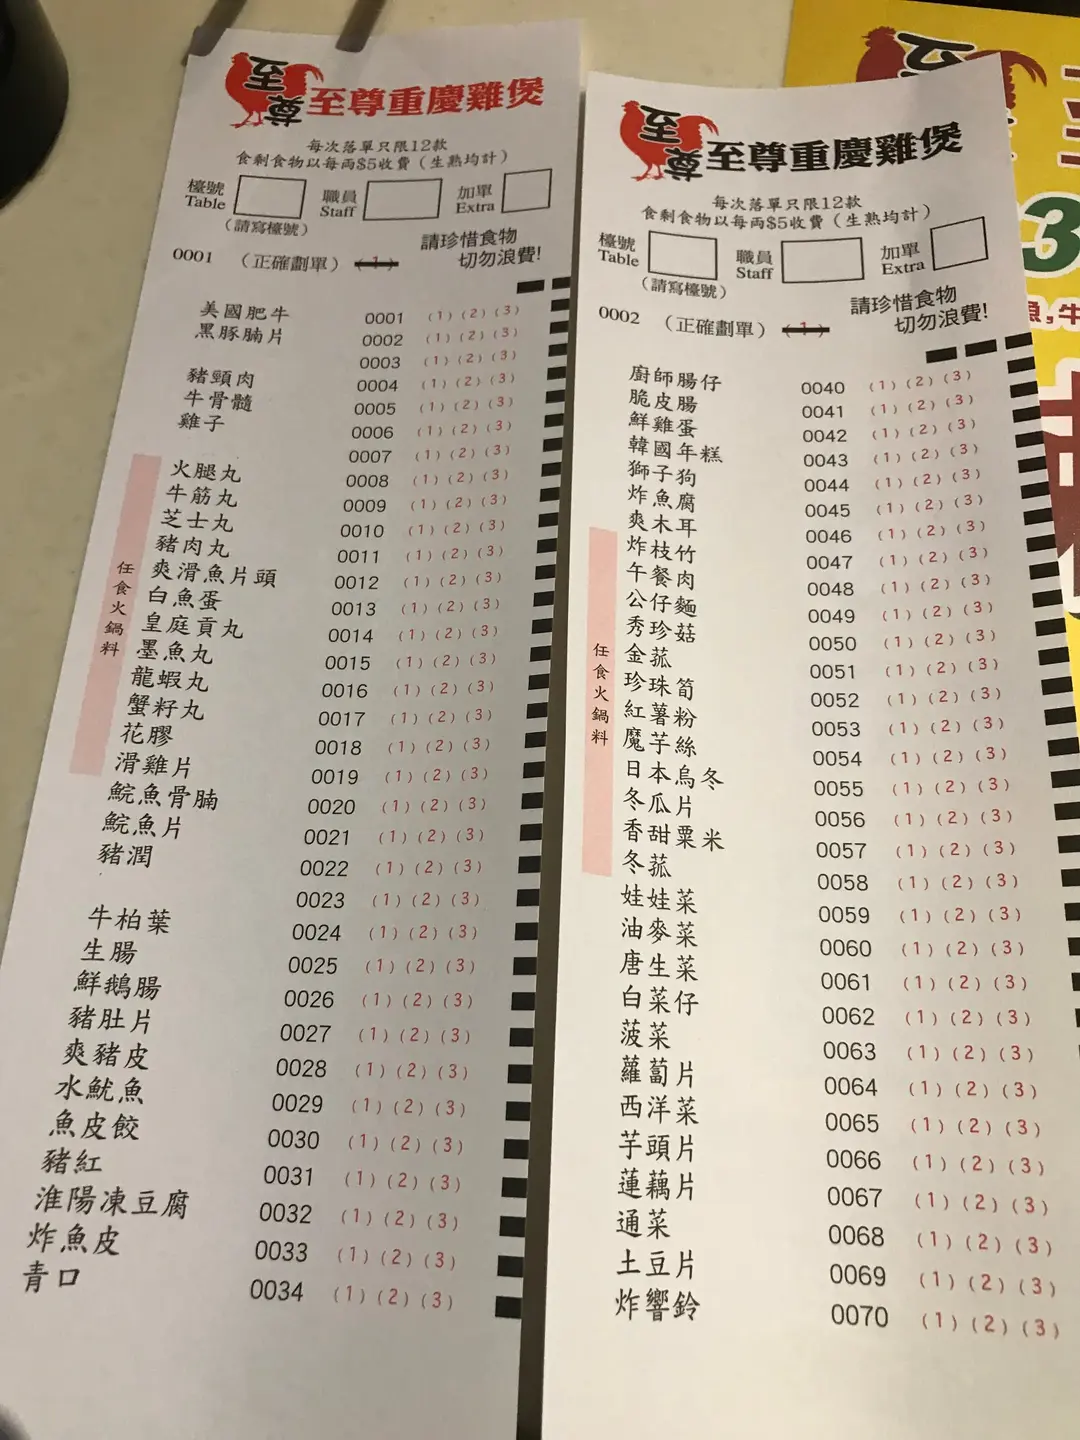 至尊
至尊重慶雞煲
每次落單只限12款
食剩食物以每両$5收費（生熟均計）
檯號 Table 職員 Staff 加單 Extra
（請寫檯號）
請珍惜食物
0001 （正確劃單） (1) 切勿浪費!
美國肥牛 0001 (1) (2) (3)
黑豚腩片 0002 (1) (2) (3)
0003 (1) (2) (3)
豬頸肉 0004 (1) (2) (3)
牛骨髓 0005 (1) (2) (3)
雞子 0006 (1) (2) (3)
0007 (1) (2) (3)
火腿丸 0008 (1) (2) (3)
牛筋丸 0009 (1) (2) (3)
芝士丸 0010 (1) (2) (3)
豬肉丸 0011 (1) (2) (3)
爽滑魚片頭 0012 (1) (2) (3)
白魚蛋 0013 (1) (2) (3)
皇庭貢丸 0014 (1) (2) (3)
墨魚丸 0015 (1) (2) (3)
龍蝦丸 0016 (1) (2) (3)
蟹籽丸 0017 (1) (2) (3)
花膠 0018 (1) (2) (3)
滑雞片 0019 (1) (2) (3)
鯇魚骨腩 0020 (1) (2) (3)
鯇魚片 0021 (1) (2) (3)
豬潤 0022 (1) (2) (3)
0023 (1) (2) (3)
牛柏葉 0024 (1) (2) (3)
生腸 0025 (1) (2) (3)
鮮鵝腸 0026 (1) (2) (3)
豬肚片 0027 (1) (2) (3)
爽豬皮 0028 (1) (2) (3)
水魷魚 0029 (1) (2) (3)
魚皮餃 0030 (1) (2) (3)
豬紅 0031 (1) (2) (3)
淮陽凍豆腐 0032 (1) (2) (3)
炸魚皮 0033 (1) (2) (3)
青口 0034 (1) (2) (3)
任食火鍋料
至尊
至尊重慶雞煲
每次落單只限12款
食剩食物以每両$5收費（生熟均計）
檯號 Table 職員 Staff 加單 Extra
（請寫檯號）
請珍惜食物
0002 （正確劃單） (1) 切勿浪費!
廚師腸仔 0040 (1) (2) (3)
脆皮腸 0041 (1) (2) (3)
鮮雞蛋 0042 (1) (2) (3)
韓國年糕 0043 (1) (2) (3)
獅子狗 0044 (1) (2) (3)
炸魚腐 0045 (1) (2) (3)
爽木耳 0046 (1) (2) (3)
炸枝竹 0047 (1) (2) (3)
午餐肉 0048 (1) (2) (3)
公仔麵 0049 (1) (2) (3)
秀珍菇 0050 (1) (2) (3)
金菰 0051 (1) (2) (3)
珍珠筍 0052 (1) (2) (3)
紅薯粉 0053 (1) (2) (3)
魔芋絲 0054 (1) (2) (3)
日本烏冬 0055 (1) (2) (3)
冬瓜片 0056 (1) (2) (3)
香甜粟米 0057 (1) (2) (3)
冬菰 0058 (1) (2) (3)
娃娃菜 0059 (1) (2) (3)
油麥菜 0060 (1) (2) (3)
唐生菜 0061 (1) (2) (3)
白菜仔 0062 (1) (2) (3)
菠菜 0063 (1) (2) (3)
蘿蔔片 0064 (1) (2) (3)
西洋菜 0065 (1) (2) (3)
芋頭片 0066 (1) (2) (3)
蓮藕片 0067 (1) (2) (3)
通菜 0068 (1) (2) (3)
土豆片 0069 (1) (2) (3)
炸響鈴 0070 (1) (2) (3)
任食火鍋料
至
3
魚,牛